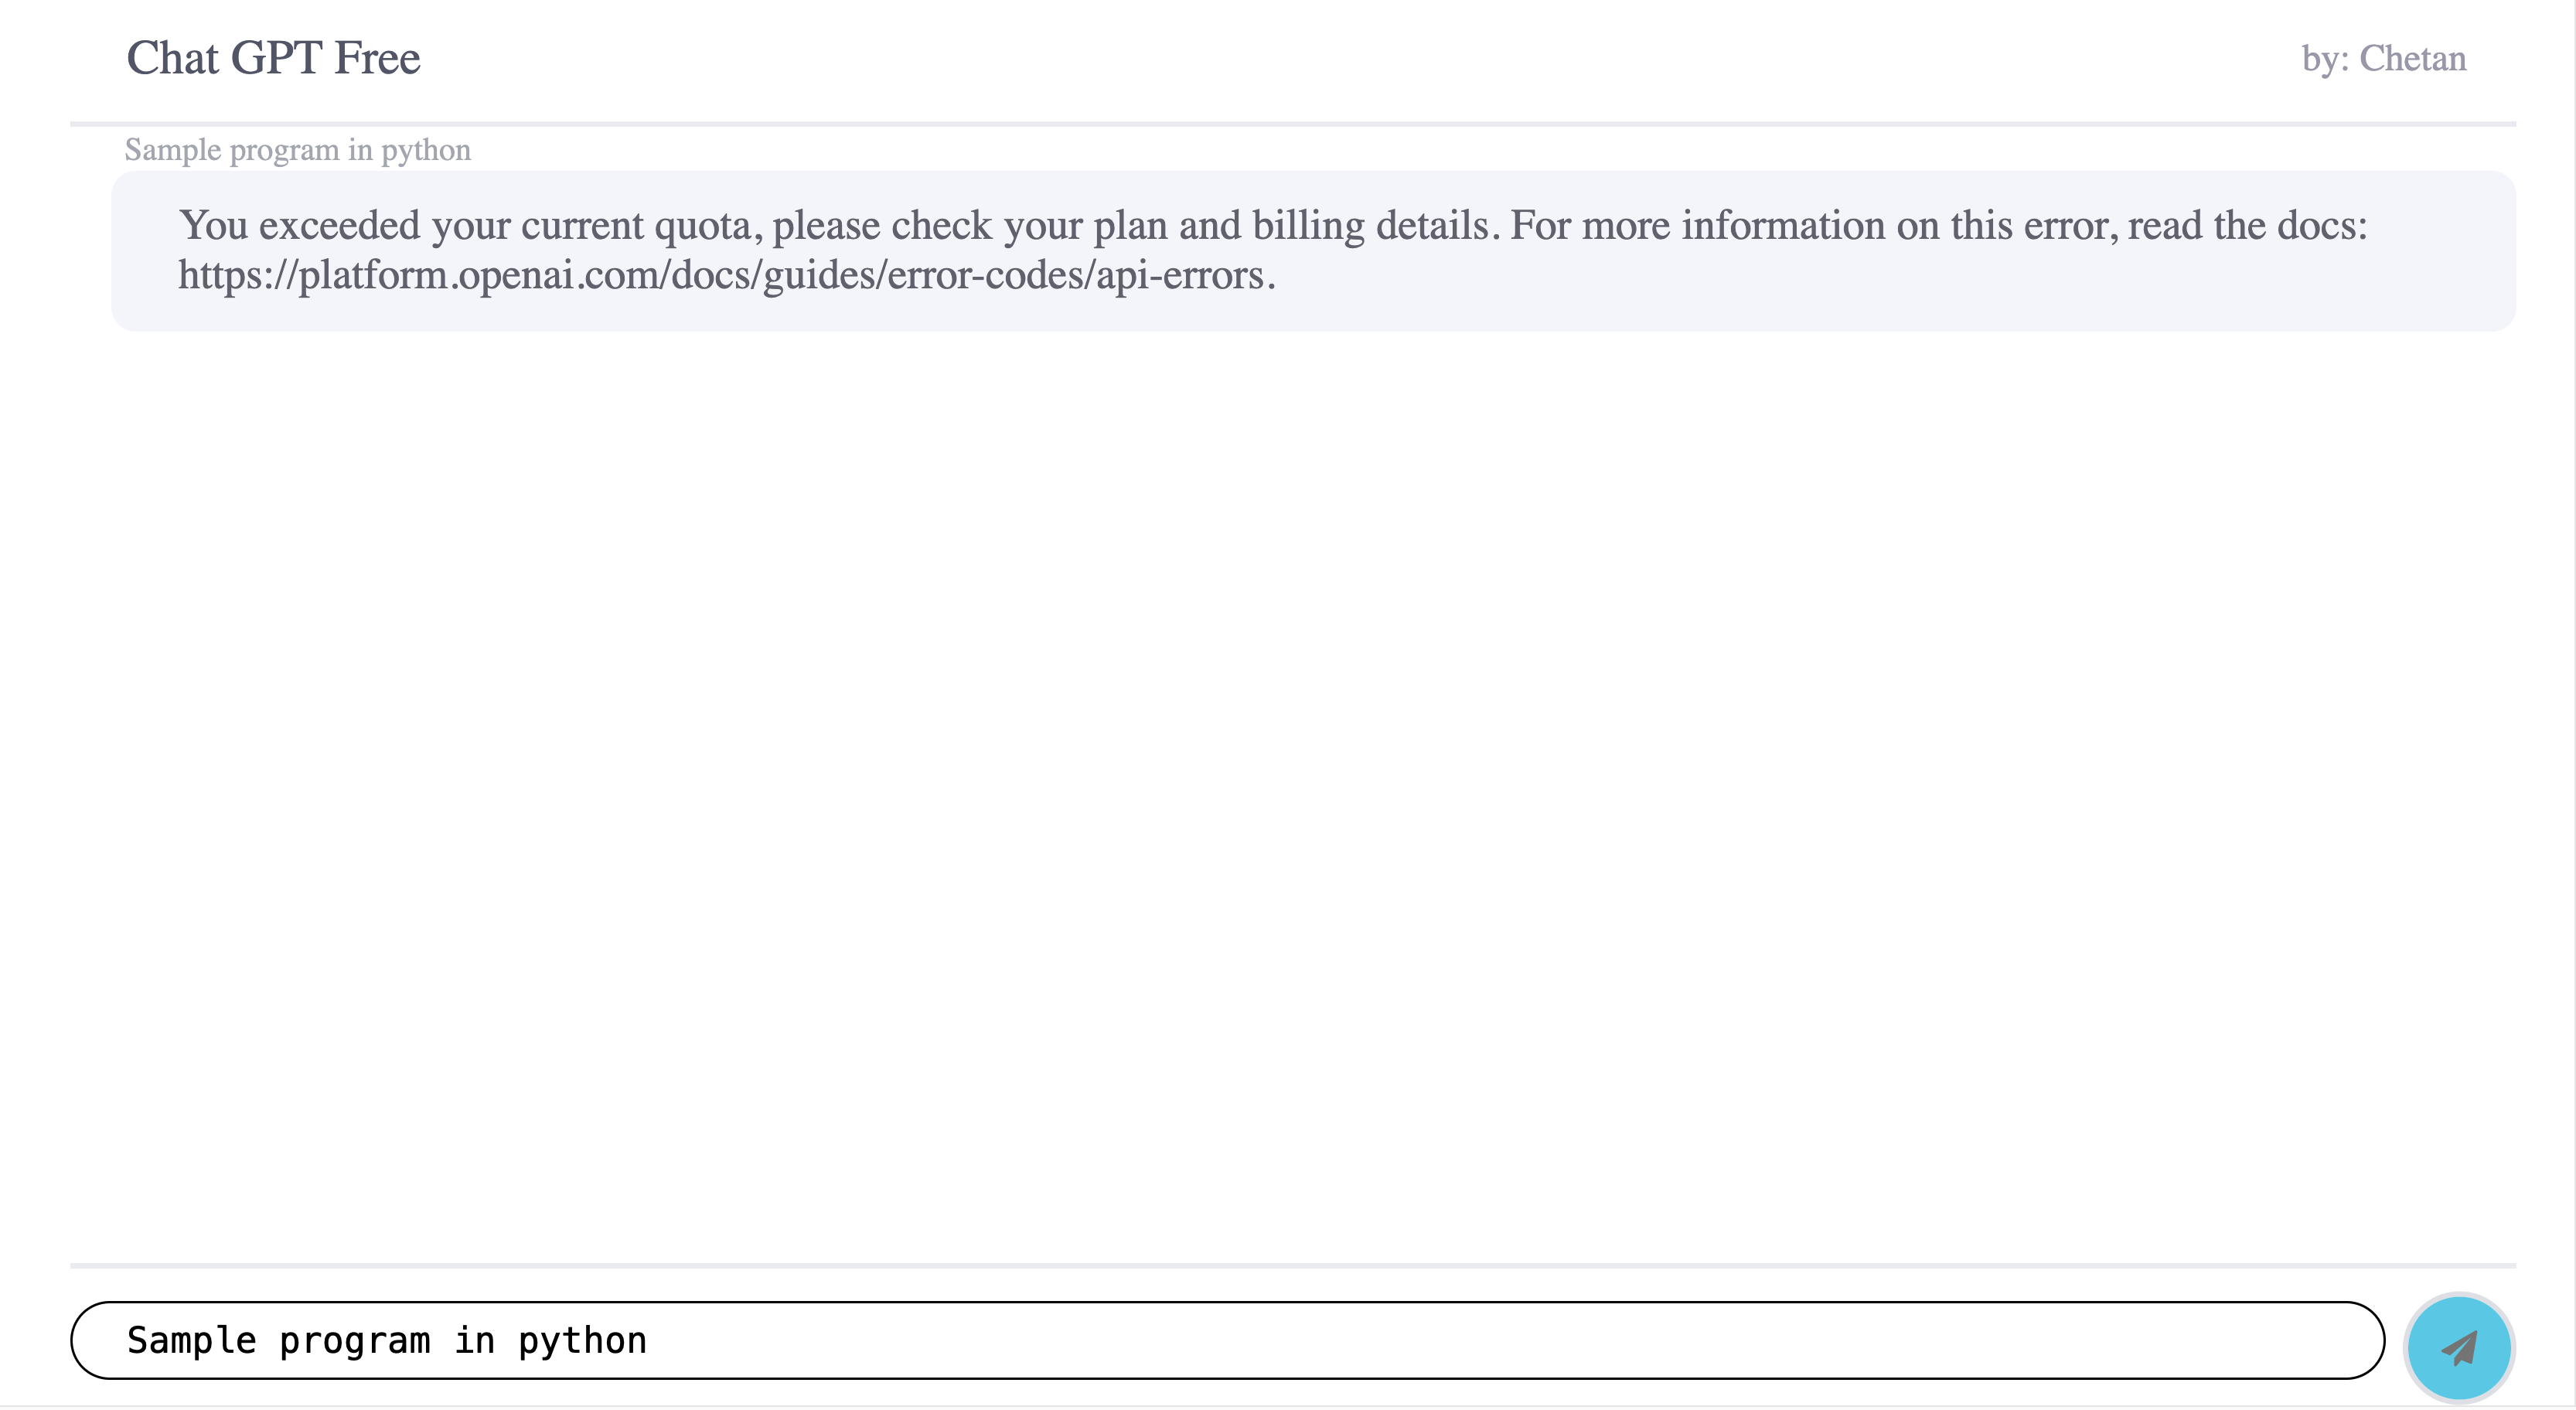 Chat GPT Free
by: Chetan
Sample program in python
You exceeded your current quota, please check your plan and billing details. For more information on this error, read the docs:
https://platform.openai.com/docs/guides/error-codes/api-errors.
Sample program in python